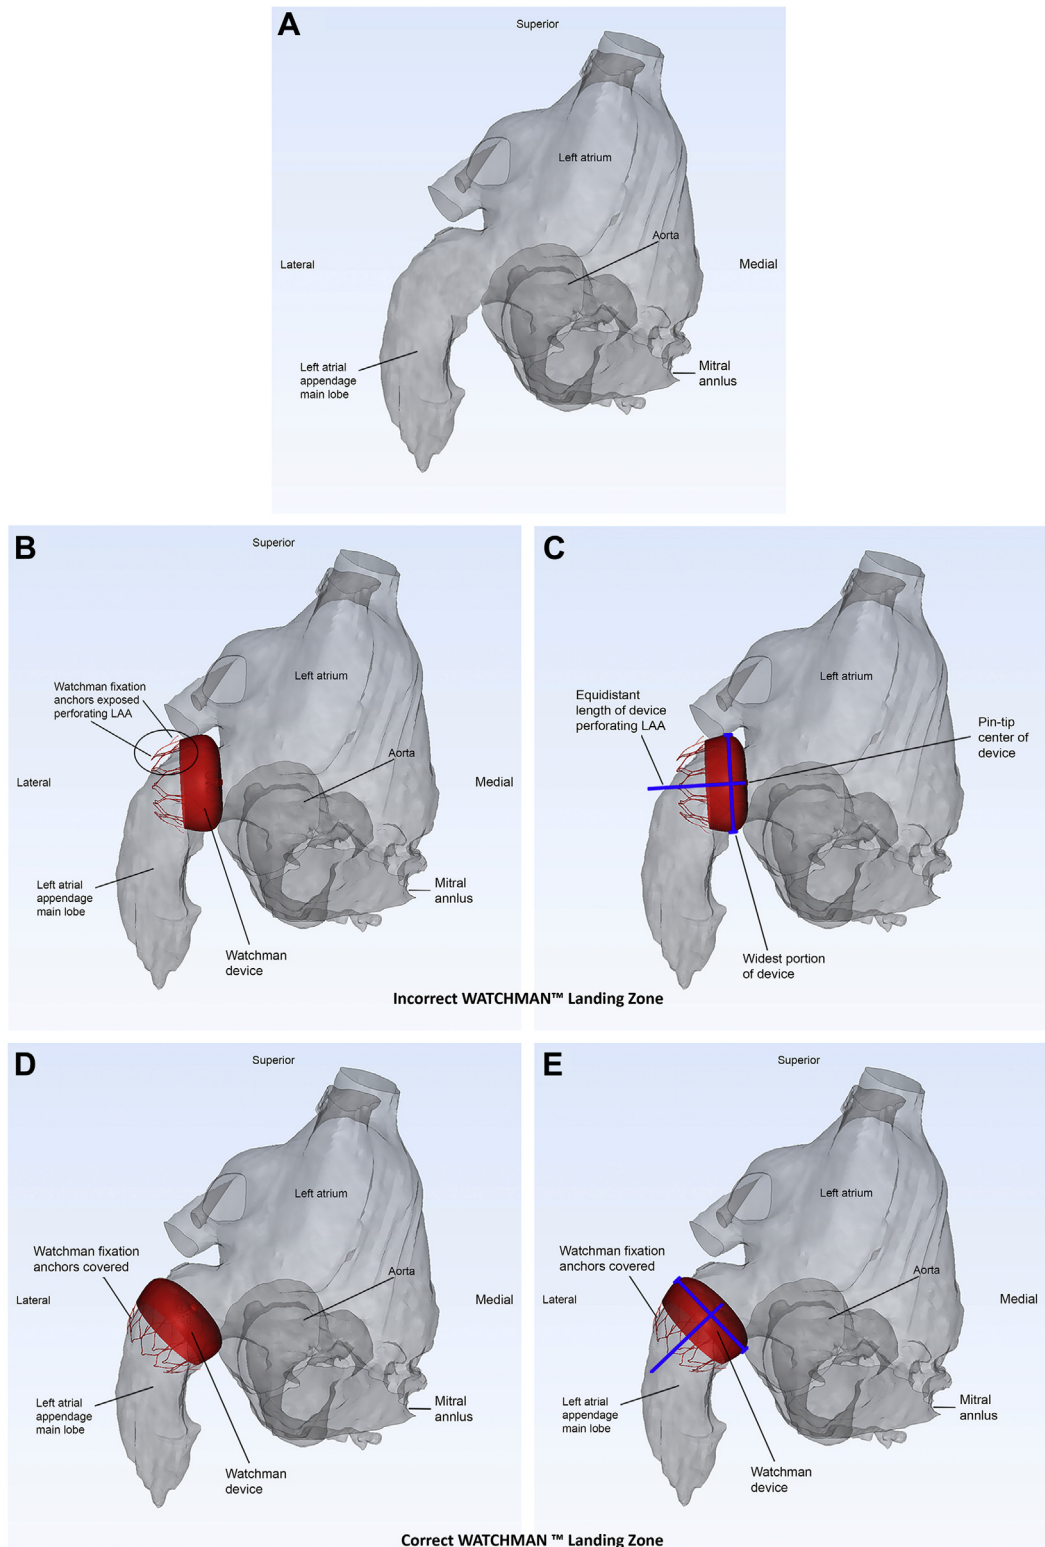 A
Superior
Left atrium
Aorta
Lateral
Medial
Left atrial
appendage
main lobe
Mitral
annlus
B
Superior
Left atrium
Watchman fixation
anchors exposed
perforating LAA
Aorta
Lateral
Medial
Left atrial
appendage
main lobe
Mitral
annlus
Watchman
device
C
Left atrium
Equidistant
length of device
perforating LAA
Pin-tip
center of
device
Widest portion
of device
Incorrect WATCHMAN™ Landing Zone
D
Superior
Left atrium
Watchman fixation
anchors covered
Aorta
Lateral
Medial
Left atrial
appendage
main lobe
Mitral
annlus
Watchman
device
E
Superior
Left atrium
Watchman fixation
anchors covered
Aorta
Lateral
Medial
Left atrial
appendage
main lobe
Mitral
annlus
Watchman
device
Correct WATCHMAN ™ Landing Zone